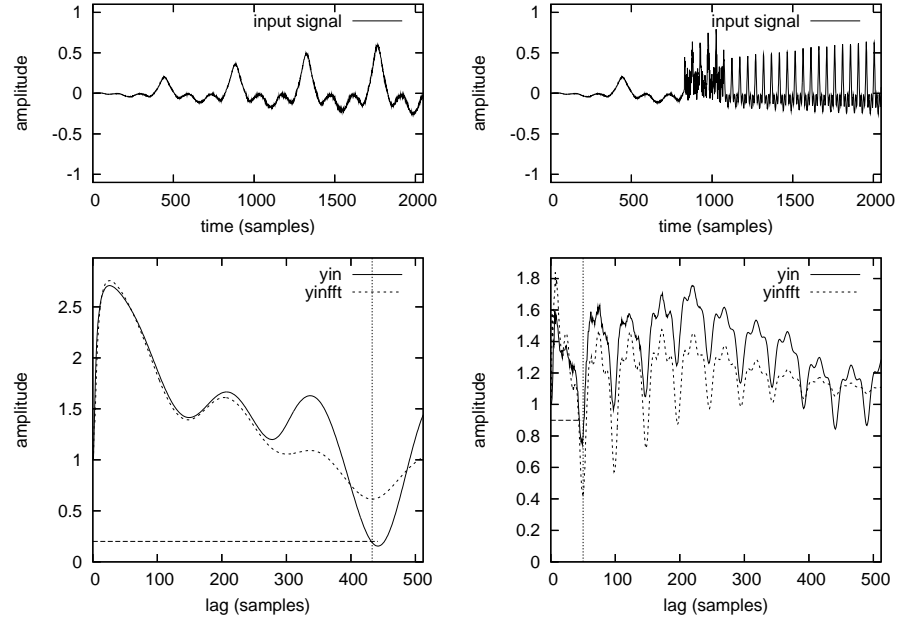 input signal
1
0.5
0
-0.5
-1
amplitude
0 500 1000 1500 2000
time (samples)
input signal
1
0.5
0
-0.5
-1
amplitude
0 500 1000 1500 2000
time (samples)
yin
yinfft
2.5
2
1.5
1
0.5
0
amplitude
0 100 200 300 400 500
lag (samples)
yin
yinfft
1.8
1.6
1.4
1.2
1
0.8
0.6
0.4
0.2
0
amplitude
0 100 200 300 400 500
lag (samples)